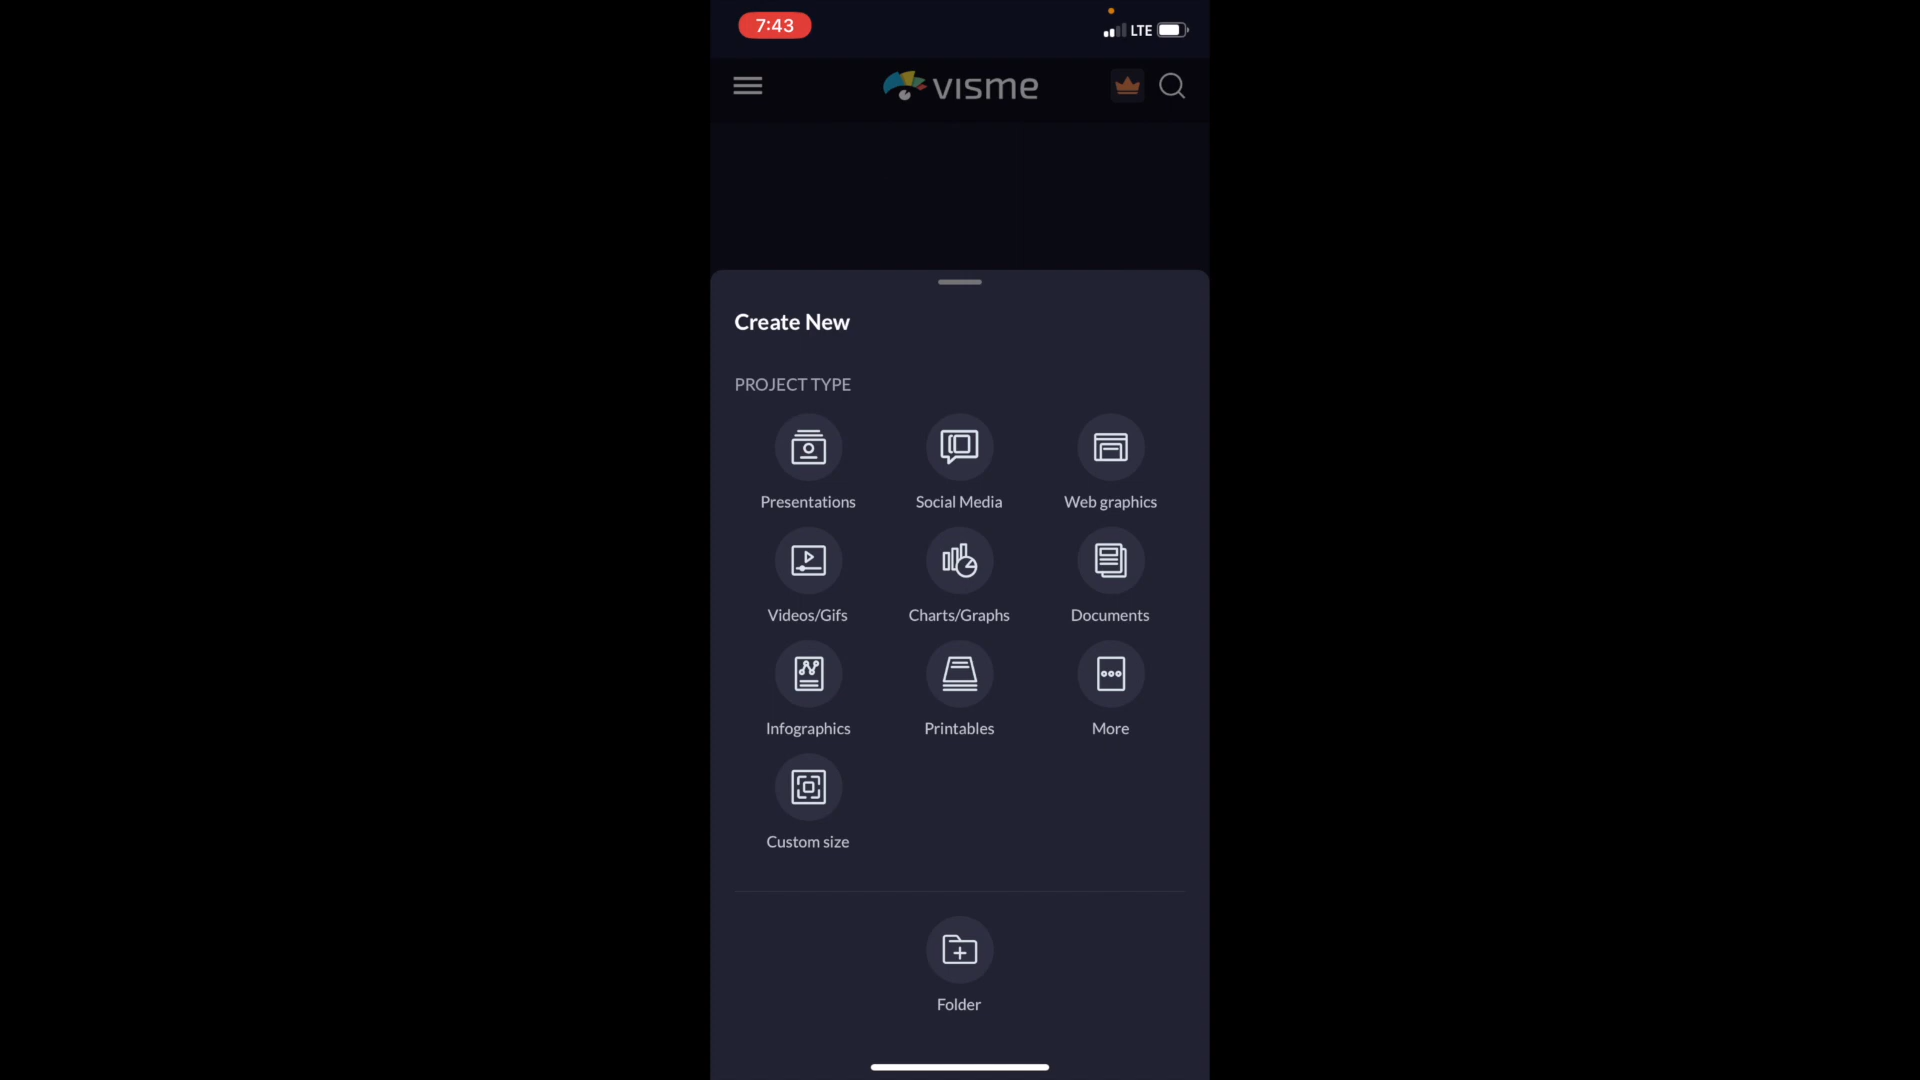 7:43
LTE
visme
Create New
PROJECT TYPE
Presentations
Social Media
Web graphics
Videos/Gifs
Charts/Graphs
Documents
Infographics
Printables
More
Custom size
Folder